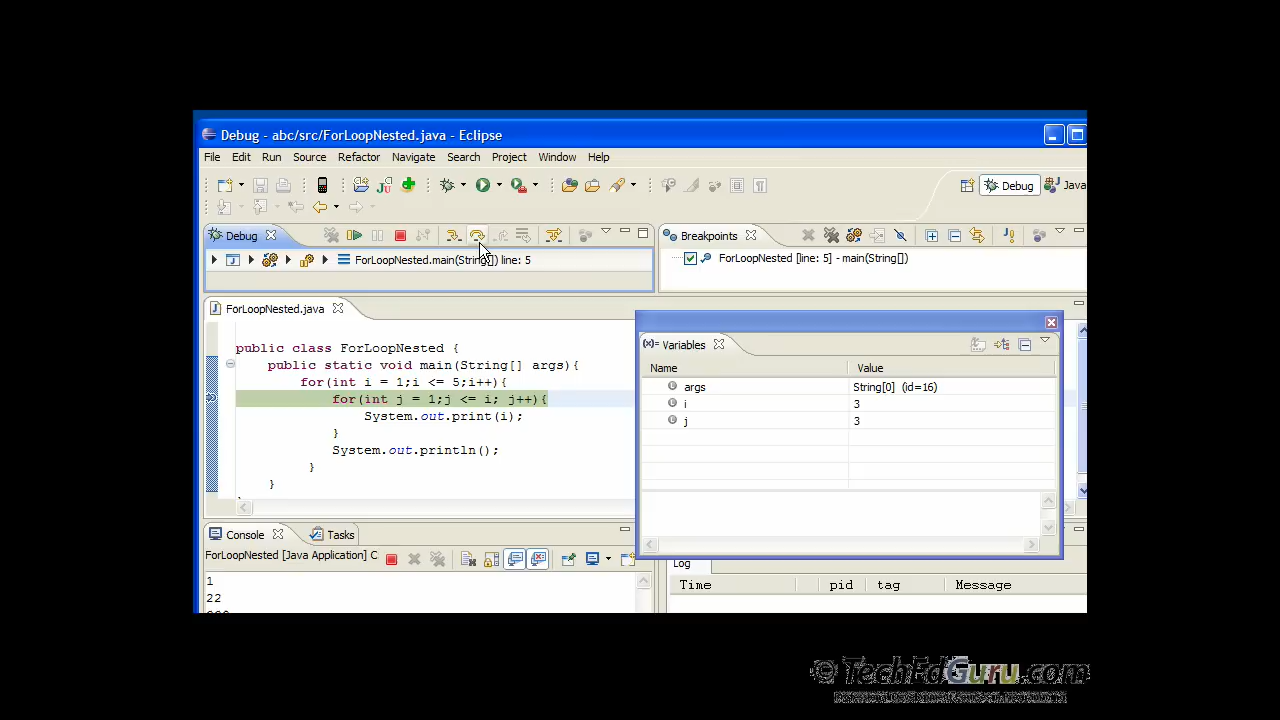 Debug - abc/src/ForLoopNested.java - Eclipse
File Edit Run Source Refactor Navigate Search Project Window Help
Debug Java
Debug
ForLoopNested.main(String[]) line: 5
Breakpoints
ForLoopNested [line: 5] - main(String[])
ForLoopNested.java
public class ForLoopNested {
public static void main(String[] args){
for(int i = 1;i <= 5;i++){
for(int j = 1;j <= i; j++){
System.out.print(i);
}
System.out.println();
}
}
(x)= Variables
Name Value
args String[0] (id=16)
i 3
j 3
Console Tasks
ForLoopNested [Java Application] C
1
22
Log
Time pid tag Message
© TechEdGuru.com